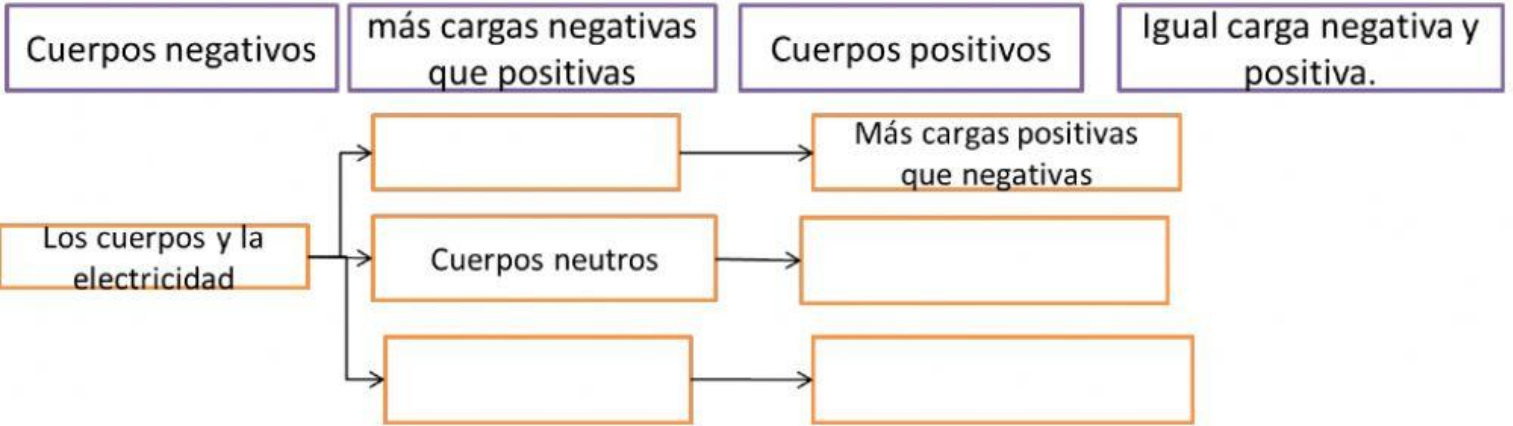 Cuerpos negativos
más cargas negativas
que positivas
Cuerpos positivos
Igual carga negativa y
positiva.
Más cargas positivas
que negativas
Los cuerpos y la
electricidad
Cuerpos neutros